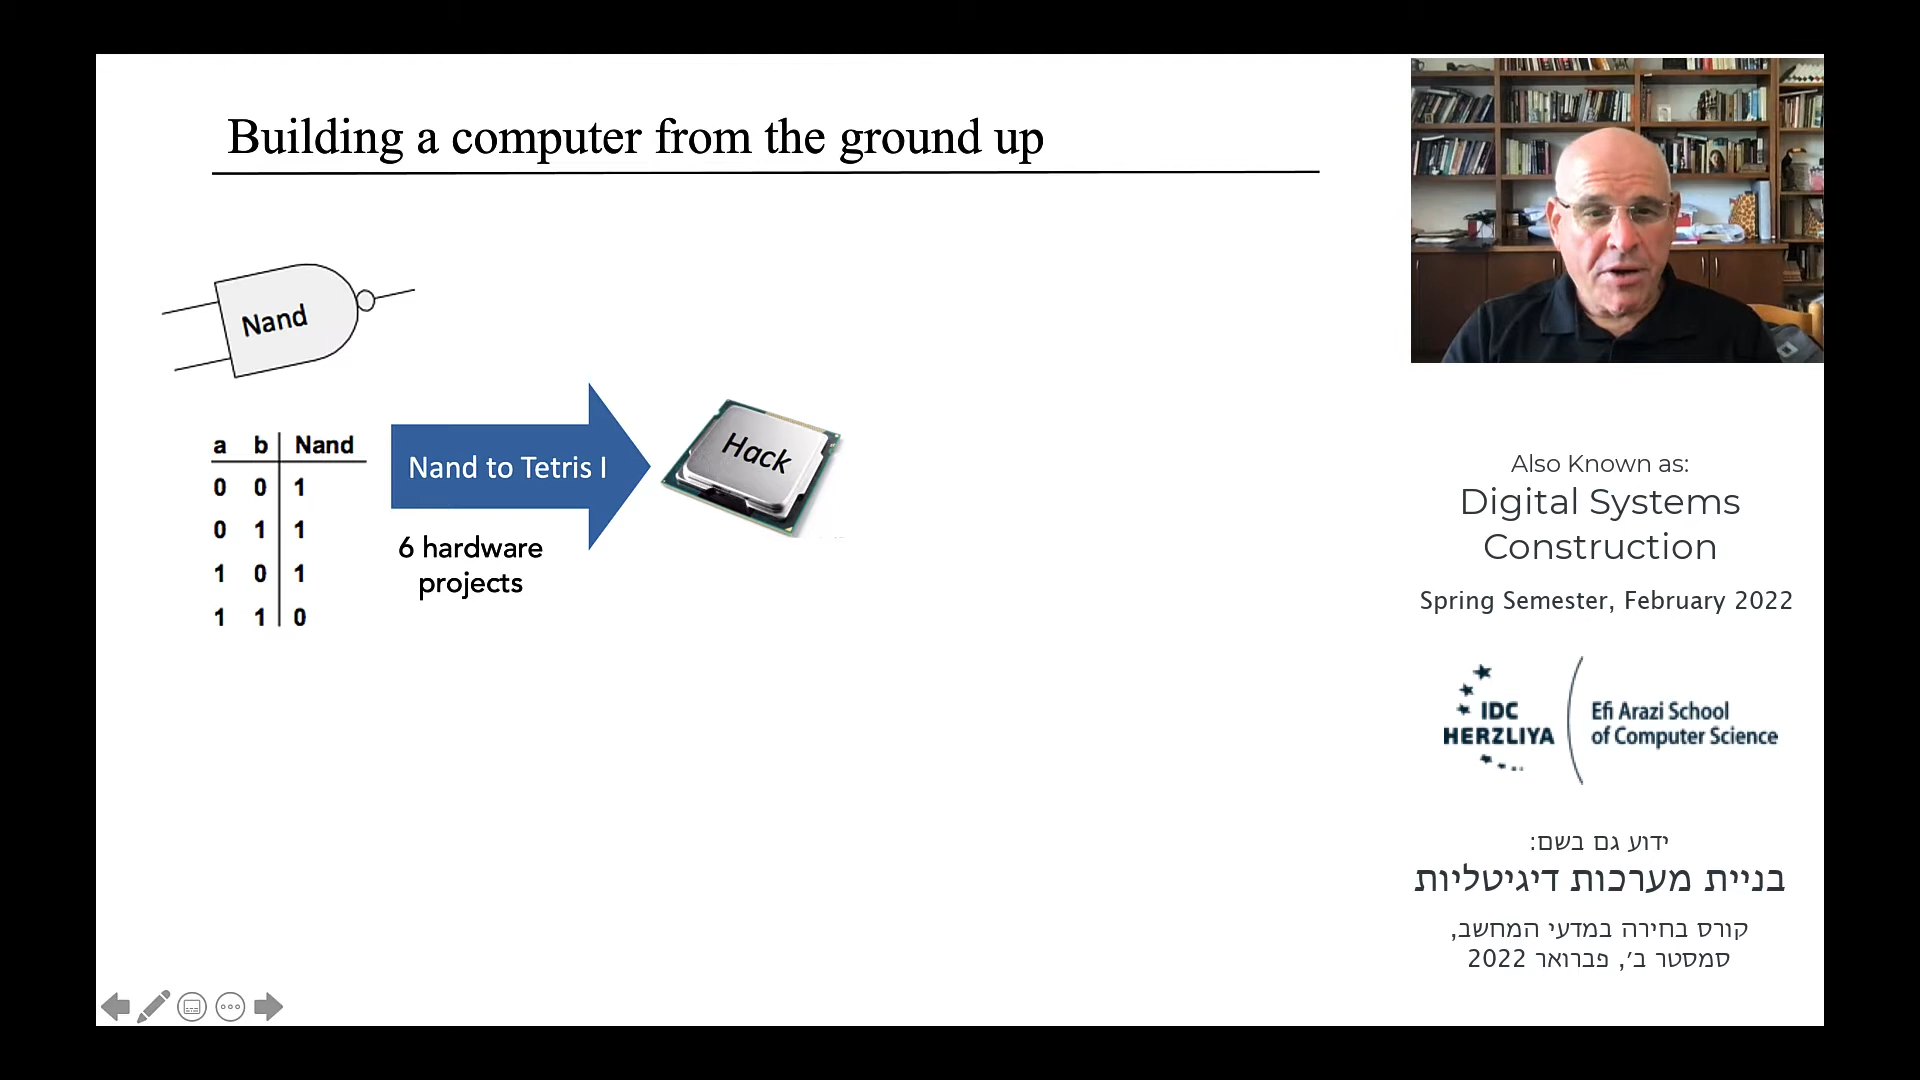 Building a computer from the ground up
Nand
a b Nand
0 0 1
0 1 1
1 0 1
1 1 0
Nand to Tetris I
6 hardware
projects
Hack
Also Known as:
Digital Systems
Construction
Spring Semester, February 2022
IDC
HERZLIYA
Efi Arazi School
of Computer Science
ידוע גם בשם:
בניית מערכות דיגיטליות
קורס בחירה במדעי המחשב,
סמסטר ב׳, פברואר 2022